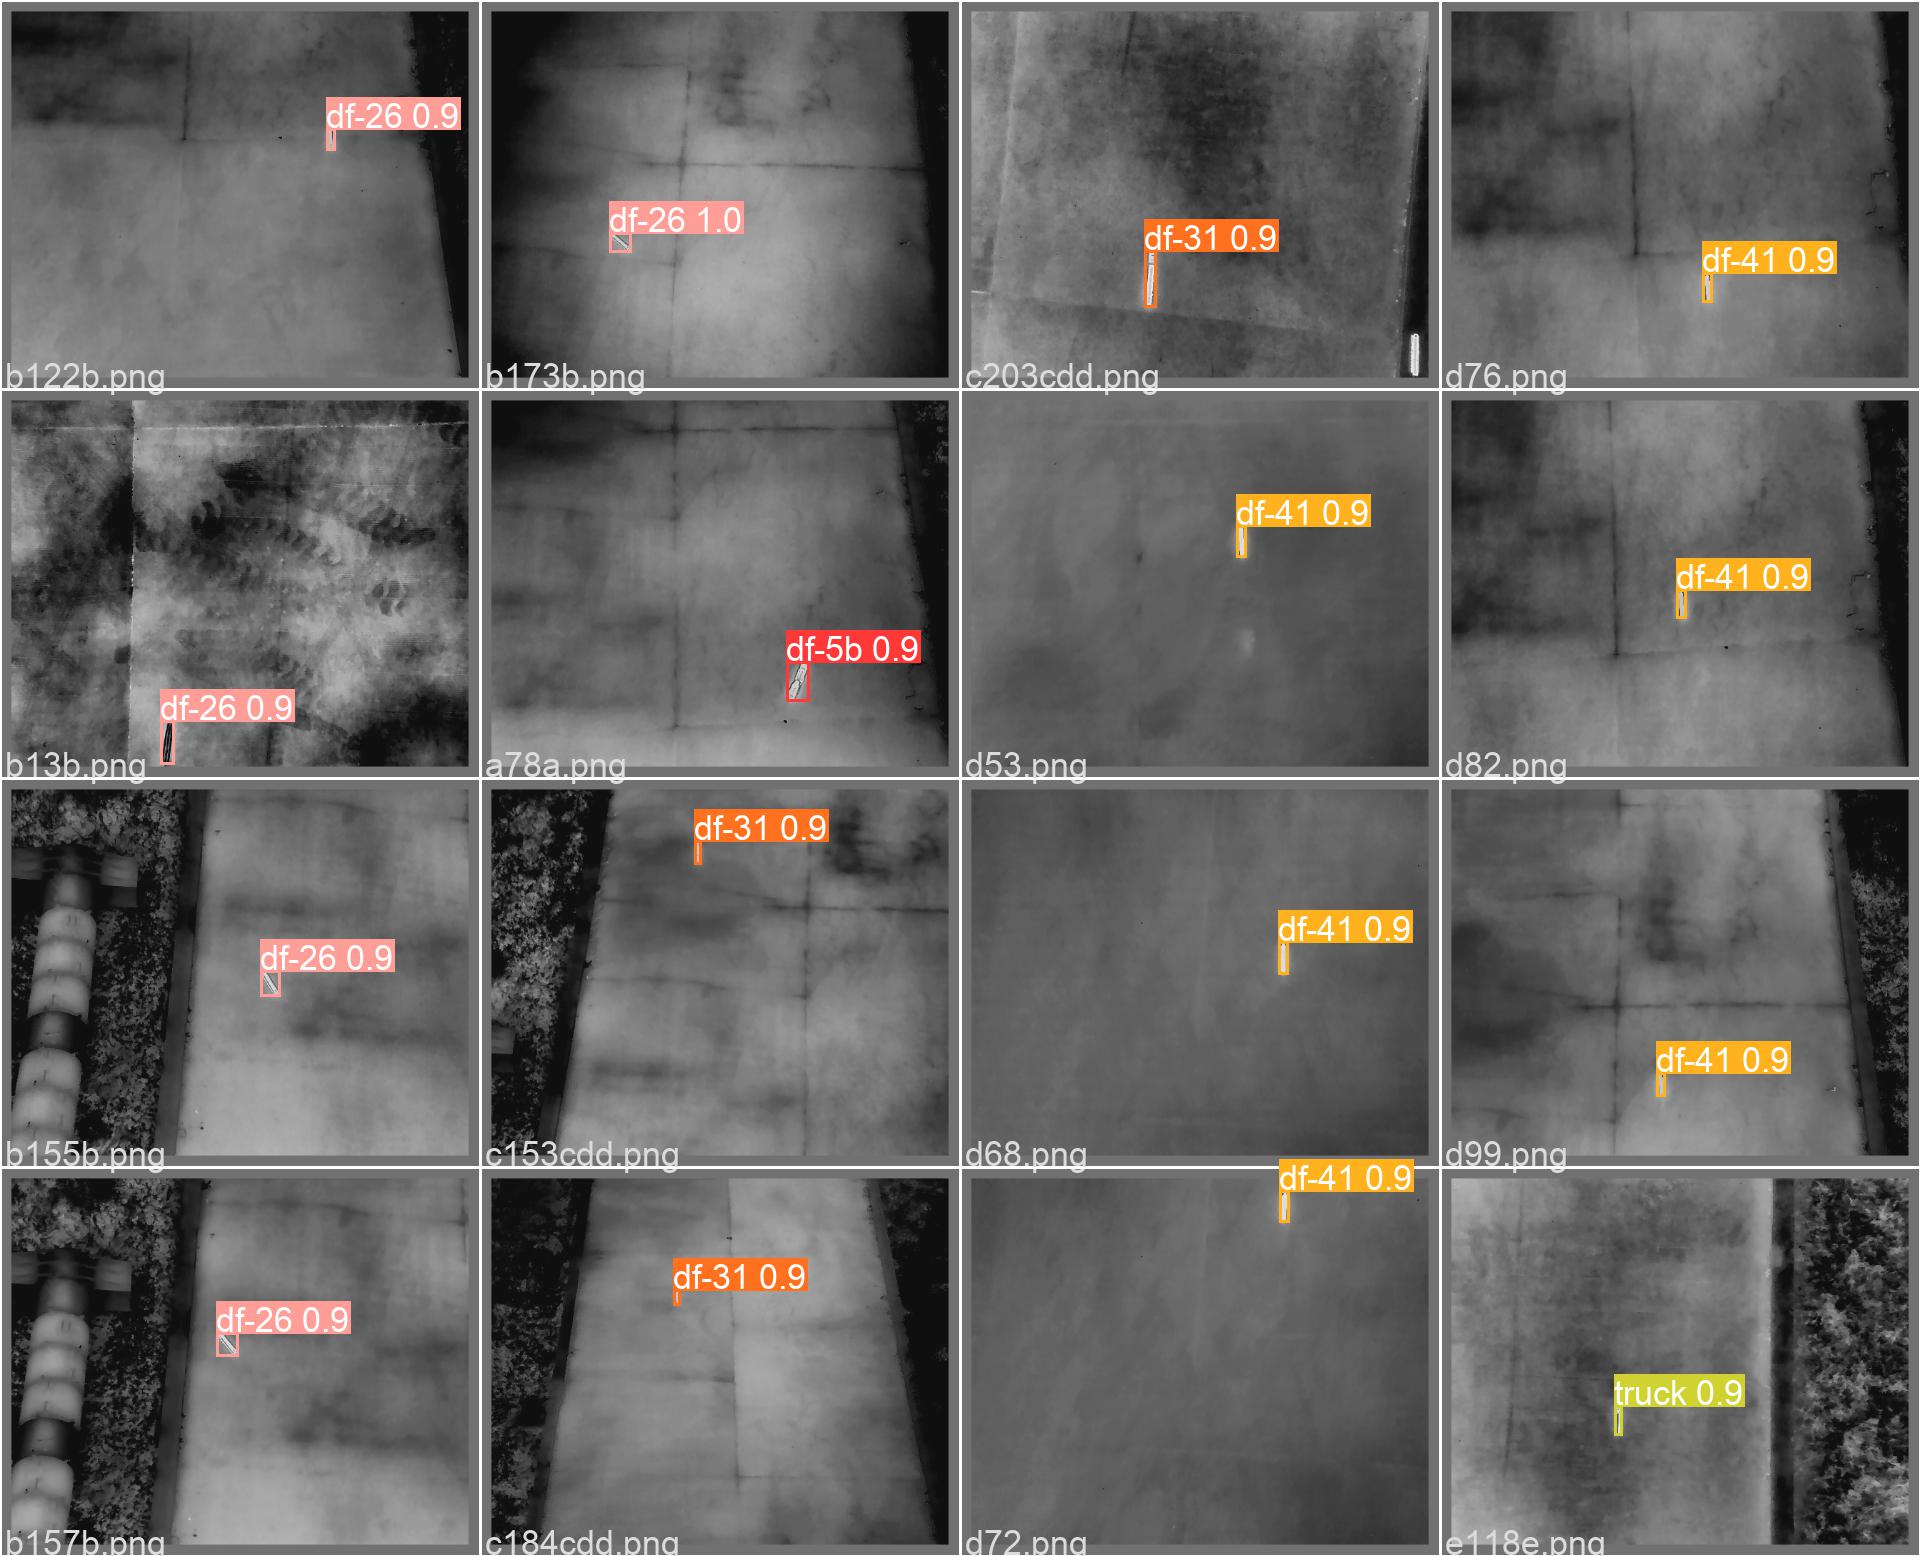 df-26 0.9
b122b.png
df-26 1.0
b173b.png
df-31 0.9
c203cdd.png
df-41 0.9
d76.png
df-26 0.9
b13b.png
df-5b 0.9
a78a.png
df-41 0.9
d53.png
df-41 0.9
d82.png
df-26 0.9
b155b.png
df-31 0.9
c153cdd.png
df-41 0.9
d68.png
df-41 0.9
d99.png
df-26 0.9
b157b.png
df-31 0.9
c184cdd.png
df-41 0.9
d72.png
truck 0.9
e118e.png